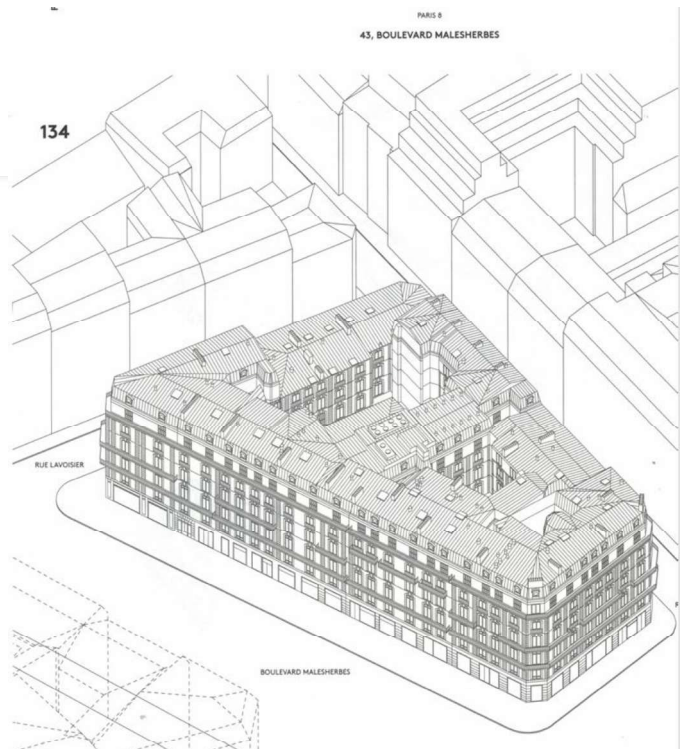 PARIS 8
43, BOULEVARD MALESHERBES
134
RUE LAVOISIER
BOULEVARD MALESHERBES